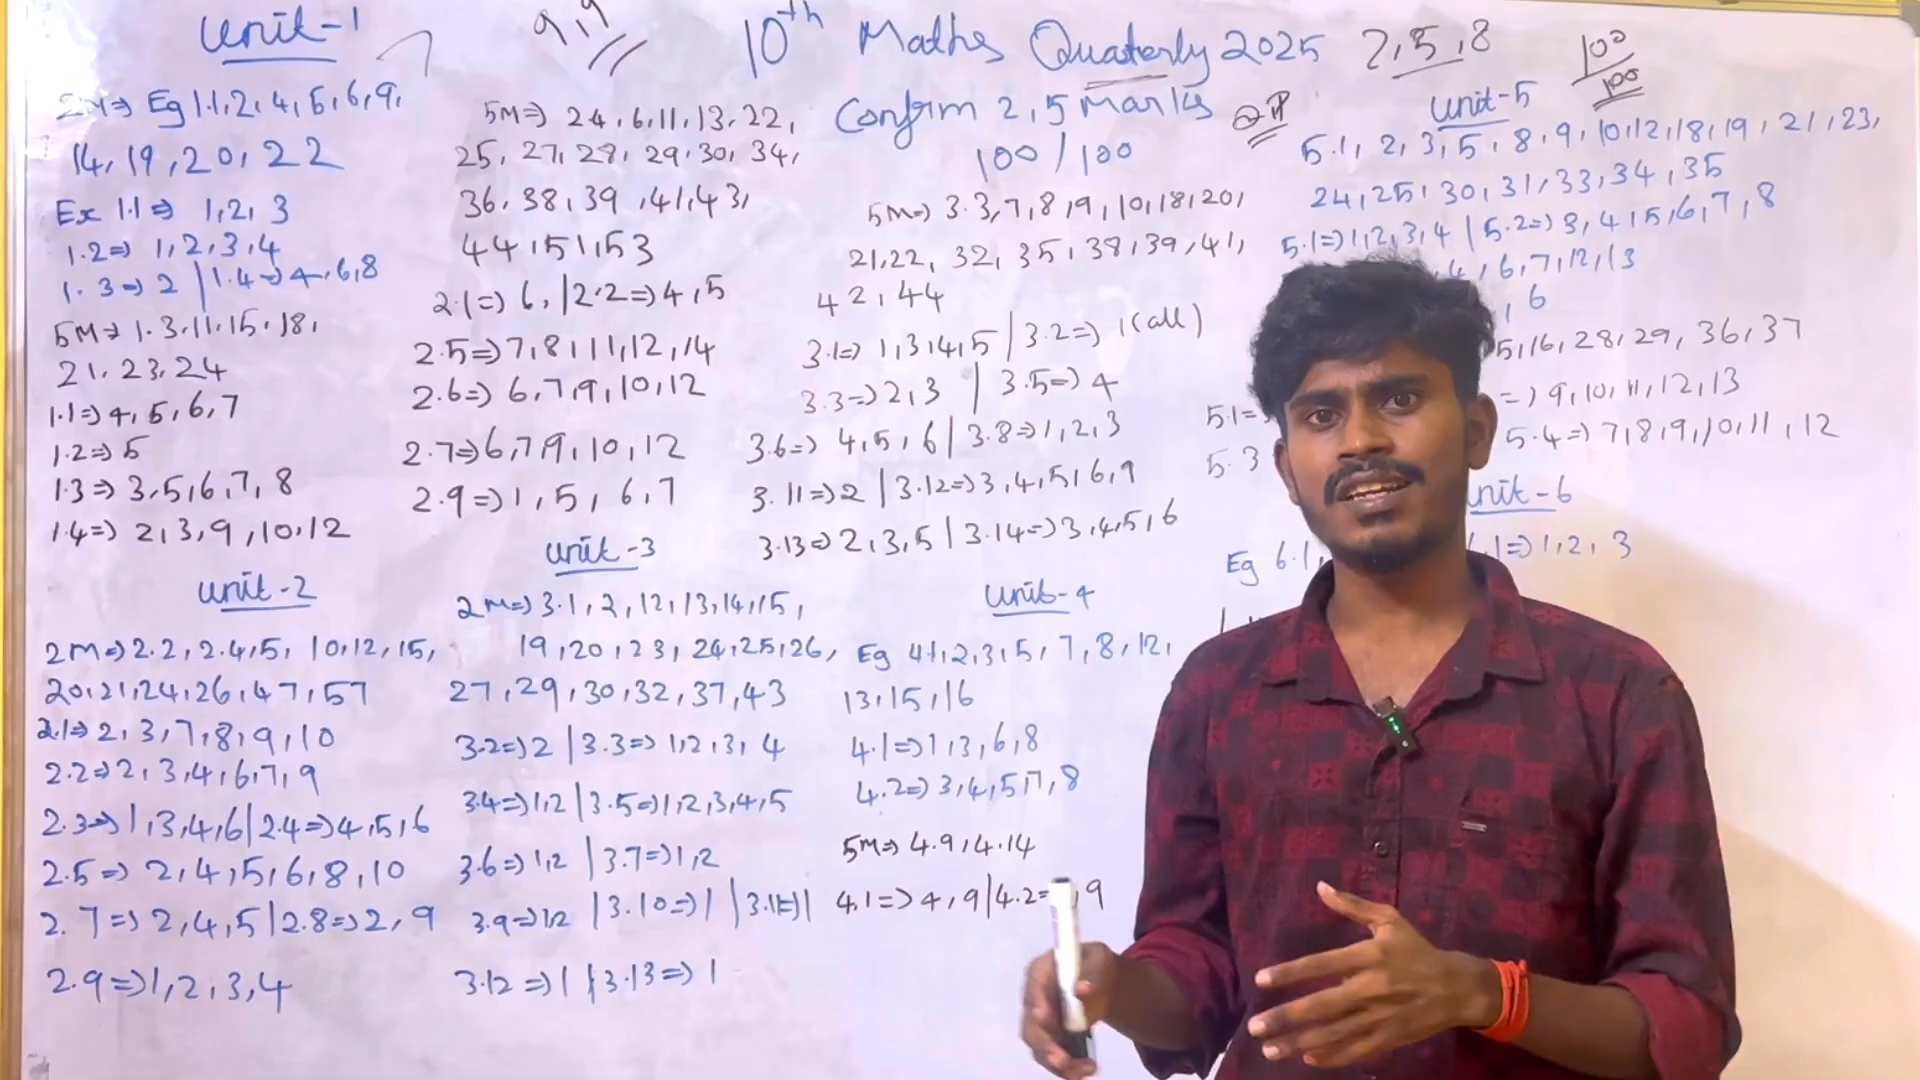 Unit-1
2M⇒ Eg 1.1, 2, 4, 5, 6, 9,
14, 19, 20, 22
Ex 1.1⇒ 1, 2, 3
1.2⇒ 1, 2, 3, 4
1.3⇒ 2 | 1.4⇒ 4, 6, 8
5M⇒ 1.3, 11, 15, 18,
21, 23, 24
1.1⇒ 4, 5, 6, 7
1.2⇒ 5
1.3⇒ 3, 5, 6, 7, 8
1.4⇒ 2, 3, 9, 10, 12
Unit-2
2M⇒ 2.2, 2.4, 5, 10, 12, 15,
20, 21, 24, 26, 47, 57
2.1⇒ 2, 3, 7, 8, 9, 10
2.2⇒ 2, 3, 4, 6, 7, 9
2.3⇒ 1, 3, 4, 6 | 2.4⇒ 4, 5, 6
2.5⇒ 2, 4, 5, 6, 8, 10
2.7⇒ 2, 4, 5 | 2.8⇒ 2, 9
2.9⇒ 1, 2, 3, 4
9, 9
5M⇒ 24, 6, 11, 13, 22,
25, 27, 28, 29, 30, 34,
36, 38, 39, 41, 43,
44, 51, 53
2.1⇒ 6, | 2.2⇒ 4, 5
2.5⇒ 7, 8, 11, 12, 14
2.6⇒ 6, 7, 9, 10, 12
2.7⇒ 6, 7, 9, 10, 12
2.9⇒ 1, 5, 6, 7
Unit-3
2M⇒ 3.1, 2, 12, 13, 14, 15,
19, 20, 23, 24, 25, 26,
27, 29, 30, 32, 37, 43
3.2⇒ 2 | 3.3⇒ 1, 2, 3, 4
3.4⇒ 1, 2 | 3.5⇒ 1, 2, 3, 4, 5
3.6⇒ 1, 2 | 3.7⇒ 1, 2
3.9⇒ 1, 2 | 3.10⇒ 1 | 3.11⇒ 1
3.12⇒ 1 | 3.13⇒ 1
10th Maths Quaterly 2025
2, 5, 8
100/100
Confirm 2, 5 Marks
100/100
5M⇒ 3.3, 7, 8, 9, 10, 18, 20,
21, 22, 32, 35, 38, 39, 41,
42, 44
3.1⇒ 1, 3, 4, 5 | 3.2⇒ 1(all)
3.3⇒ 2, 3 | 3.5⇒ 4
3.6⇒ 4, 5, 6 | 3.8⇒ 1, 2, 3
3.11⇒ 2 | 3.12⇒ 3, 4, 5, 6, 9
3.13⇒ 2, 3, 5 | 3.14⇒ 3, 4, 5, 6
Unit-4
Eg 4.1, 2, 3, 5, 7, 8, 12,
13, 15, 16
4.1⇒ 1, 3, 6, 8
4.2⇒ 3, 4, 5, 7, 8
5M⇒ 4.9, 4.14
4.1⇒ 4, 9 | 4.2= , 9
Unit-5
5.1, 2, 3, 5, 8, 9, 10, 12, 18, 19, 21, 23,
24, 25, 30, 31, 33, 34, 35
5.1⇒ 1, 2, 3, 4 | 5.2⇒ 3, 4, 5, 6, 7, 8
4, 6, 7, 12, 13
, 6
5, 16, 28, 29, 36, 37
5.1= ⇒ 9, 10, 11, 12, 13
5.3 5.4⇒ 7, 8, 9, 10, 11, 12
nit-6
Eg 6.1, .1⇒ 1, 2, 3